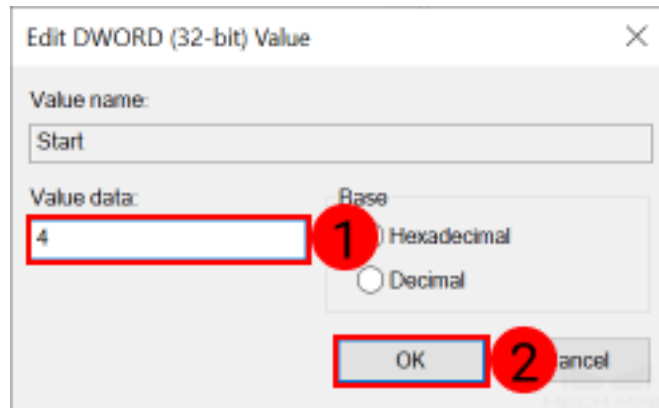 Edit DWORD (32-bit) Value
Value name:
Start
Value data:
Base
4
1
Hexadecimal
Decimal
OK
2
ancel